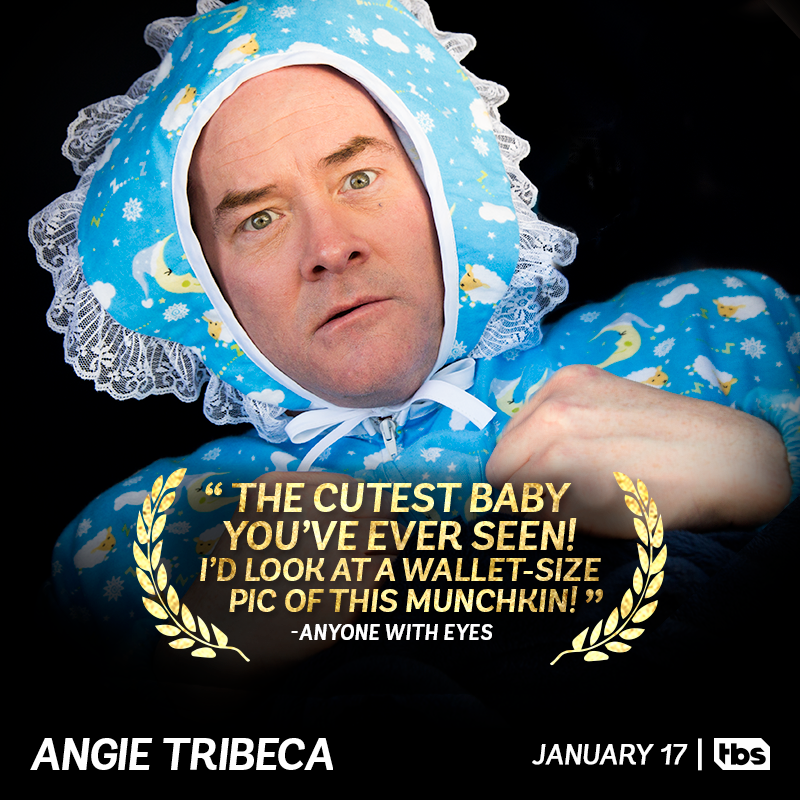 “ THE CUTEST BABY
YOU’VE EVER SEEN!
I’D LOOK AT A WALLET-SIZE
PIC OF THIS MUNCHKIN! ”
-ANYONE WITH EYES
ANGIE TRIBECA
JANUARY 17 | tbs